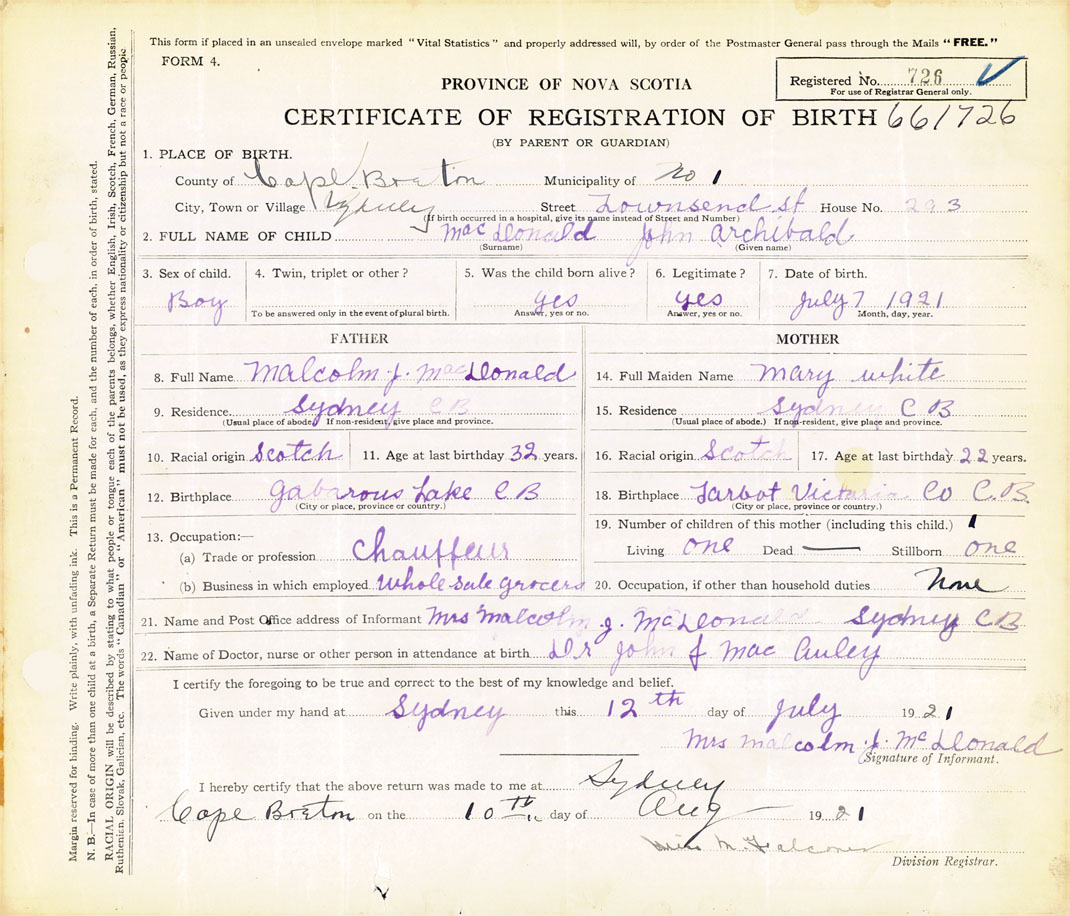 This form if placed in an unsealed envelope marked "Vital Statistics" and properly addressed will, by order of the Postmaster General pass through the Mails "FREE."
FORM 4.
Registered No. 726
For use of Registrar General only.
PROVINCE OF NOVA SCOTIA
CERTIFICATE OF REGISTRATION OF BIRTH 661726
(BY PARENT OR GUARDIAN)
1. PLACE OF BIRTH.
County of Cape Breton Municipality of No 1
City, Town or Village Sydney Street Townsend st House No. 293
(If birth occurred in a hospital, give its name instead of Street and Number)
2. FULL NAME OF CHILD MacDonald John Archibald
(Surname) (Given name)
3. Sex of child. 4. Twin, triplet or other? 5. Was the child born alive? 6. Legitimate? 7. Date of birth.
Boy yes yes July 7 1921
To be answered only in the event of plural birth. Answer, yes or no. Answer, yes or no. Month, day, year.
FATHER MOTHER
8. Full Name Malcolm J. MacDonald 14. Full Maiden Name Mary white
9. Residence Sydney C B 15. Residence Sydney C B
(Usual place of abode.) If non-resident, give place and province. (Usual place of abode.) If non-resident, give place and province.
10. Racial origin Scotch 11. Age at last birthday 32 years. 16. Racial origin Scotch 17. Age at last birthday 22 years.
12. Birthplace Gabarous Lake C B 18. Birthplace Tarbot Victoria Co C.B.
(City or place, province or country.) (City or place, province or country.)
13. Occupation:— 19. Number of children of this mother (including this child.) 1
(a) Trade or profession Chauffeur Living one Dead — Stillborn one
(b) Business in which employed Whole Sale grocers 20. Occupation, if other than household duties None
21. Name and Post Office address of Informant Mrs Malcolm J. McDonald Sydney C B
22. Name of Doctor, nurse or other person in attendance at birth Dr John J MacAuley
I certify the foregoing to be true and correct to the best of my knowledge and belief.
Given under my hand at Sydney this 12th day of July 1921
Mrs Malcolm J. McDonald
Signature of Informant.
I hereby certify that the above return was made to me at Sydney
Cape Breton on the 10th day of Aug 1921
Miss M. Falconer
Division Registrar.
Margin reserved for binding. Write plainly, with unfading ink. This is a Permanent Record.
N. B.—In case of more than one child at a birth, a Separate Return must be made for each, and the number of each, in order of birth, stated.
RACIAL ORIGIN will be described by stating to what people or tongue each of the parents belongs, whether English, Irish, Scotch, French, German, Russian,
Ruthenian, Slovak, Galician, etc. The words "Canadian" or "American" must not be used, as they express nationality or citizenship but not a race or people